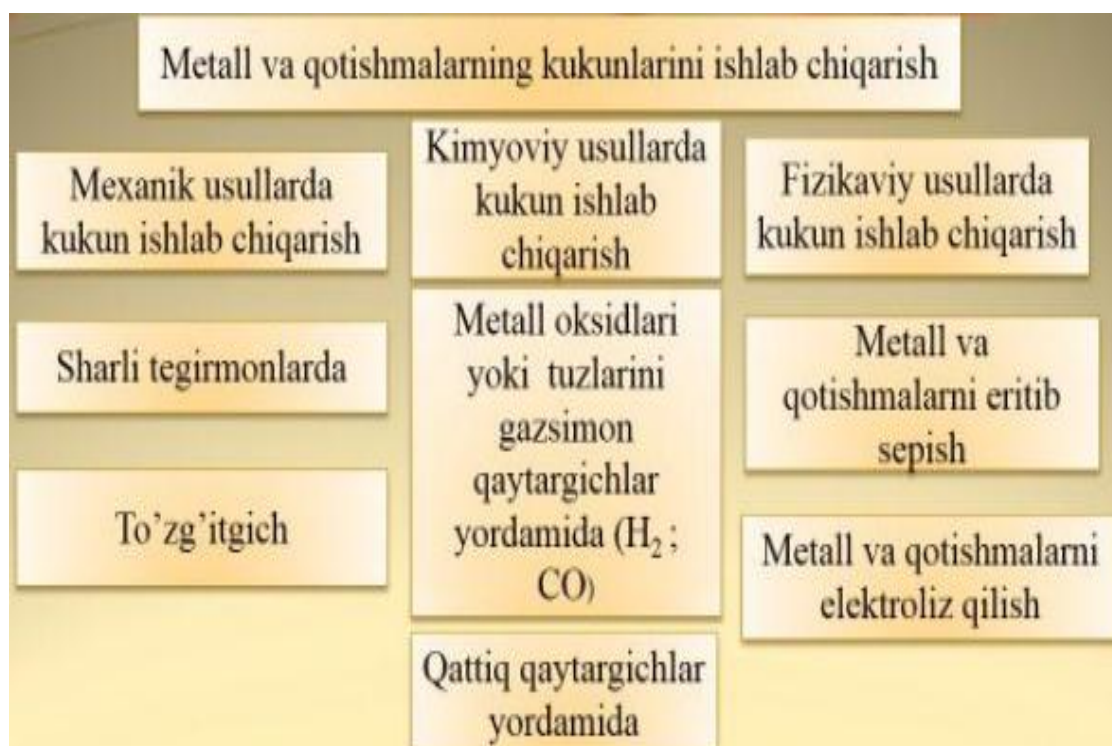 Metall va qotishmalarning kukunlarini ishlab chiqarish
Mexanik usullarda
kukun ishlab chiqarish
Sharli tegirmonlarda
To’zg’itgich
Kimyoviy usullarda
kukun ishlab
chiqarish
Metall oksidlari
yoki tuzlarini
gazsimon
qaytargichlar
yordamida (H₂ ;
CO)
Qattiq qaytargichlar
yordamida
Fizikaviy usullarda
kukun ishlab chiqarish
Metall va
qotishmalarni eritib
sepish
Metall va qotishmalarni
elektroliz qilish